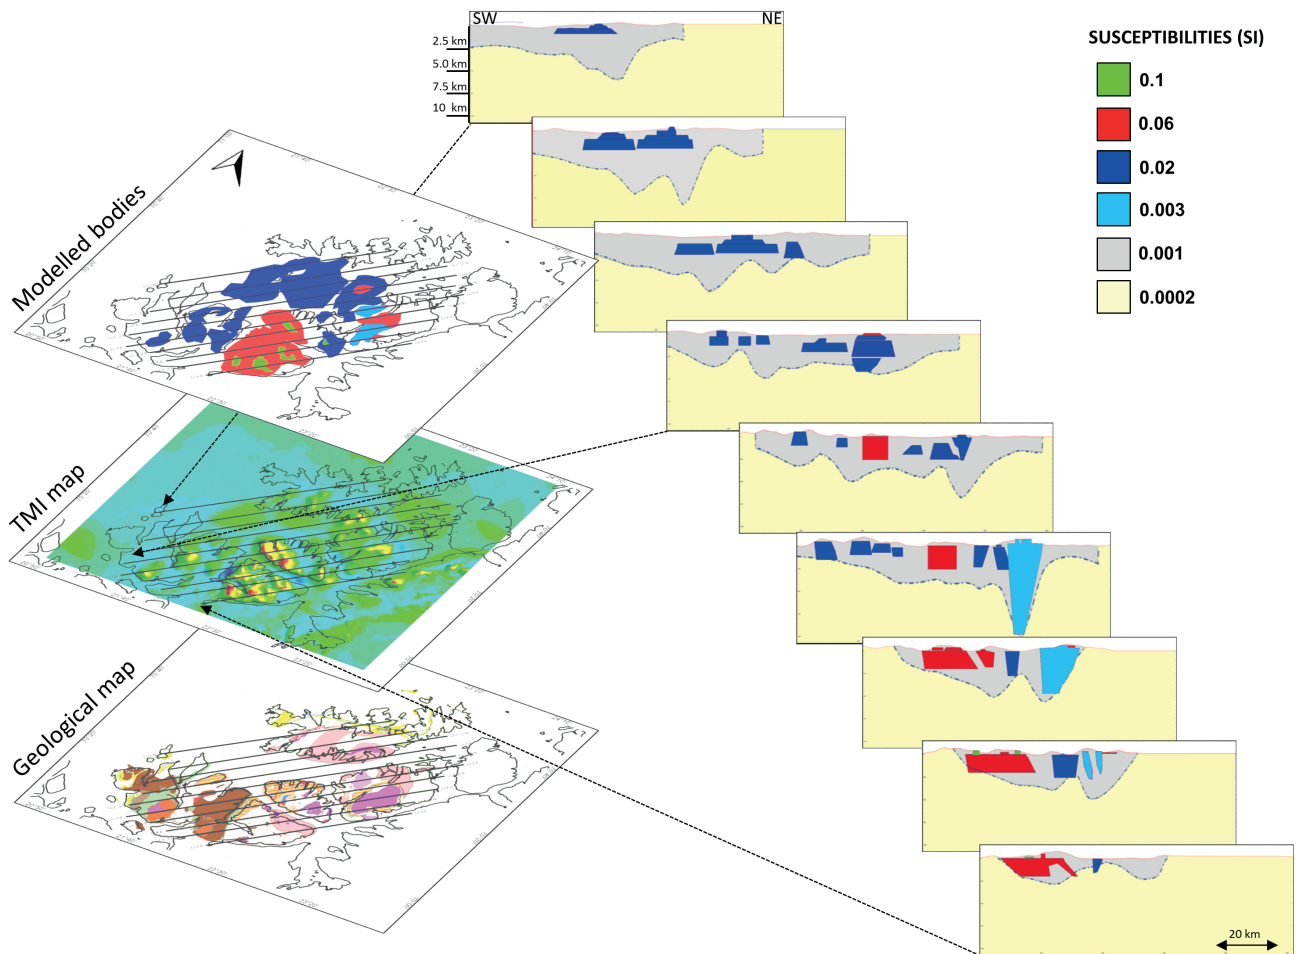 SW NE
2.5 km
5.0 km
7.5 km
10 km
SUSCEPTIBILITIES (SI)
0.1
0.06
0.02
0.003
0.001
0.0002
Modelled bodies
TMI map
Geological map
20 km